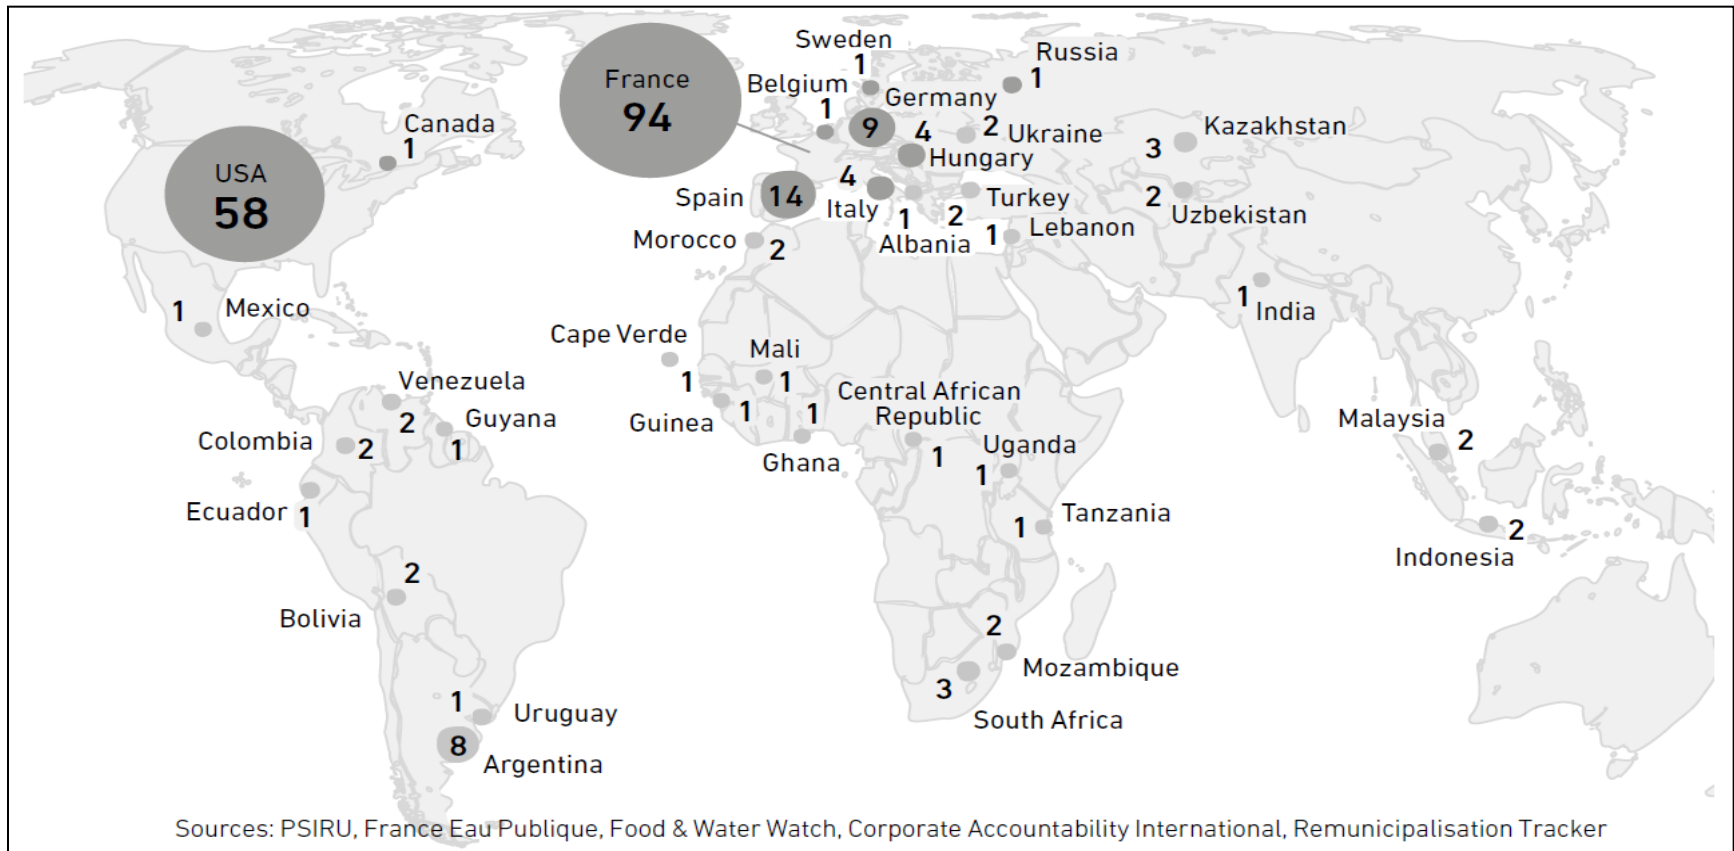 Sweden
1
Russia
1
France
94
Belgium
1
Germany
9
4
Hungary
2
Ukraine
Kazakhstan
3
Canada
1
USA
58
Spain
14
4
Italy
1
Albania
2
Turkey
1
Lebanon
2
Uzbekistan
Morocco
2
1
India
1
Mexico
Cape Verde
1
Mali
1
Guinea
1
1
Ghana
Central African
Republic
1
Uganda
1
Venezuela
2
Guyana
1
Colombia
2
Malaysia
2
Ecuador
1
1
Tanzania
2
Indonesia
2
Bolivia
2
Mozambique
3
South Africa
1
Uruguay
8
Argentina
Sources: PSIRU, France Eau Publique, Food & Water Watch, Corporate Accountability International, Remunicipalisation Tracker